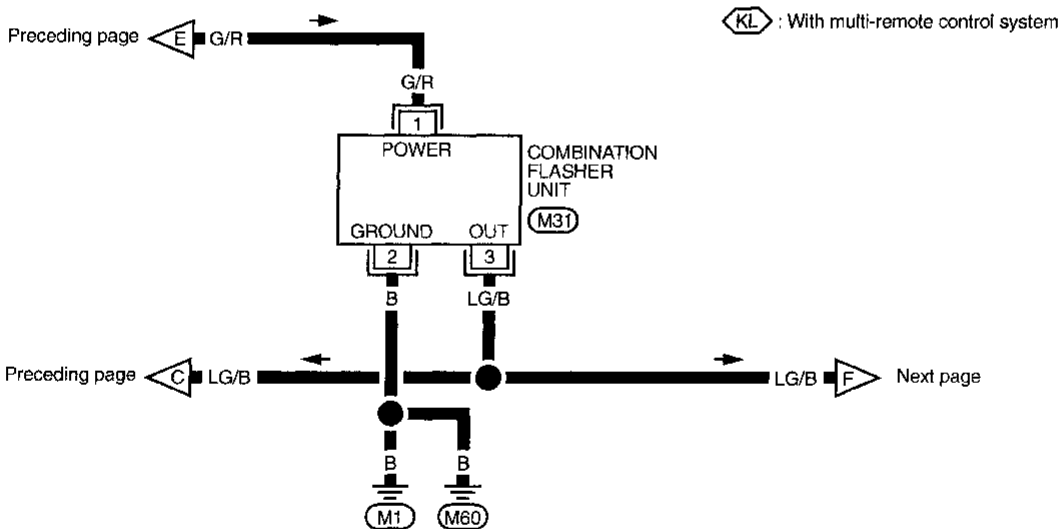 KL : With multi-remote control system
Preceding page E G/R
G/R
1
POWER
COMBINATION
FLASHER
UNIT
M31
GROUND OUT
2 3
B LG/B
Preceding page C LG/B LG/B F Next page
B B
M1 M60